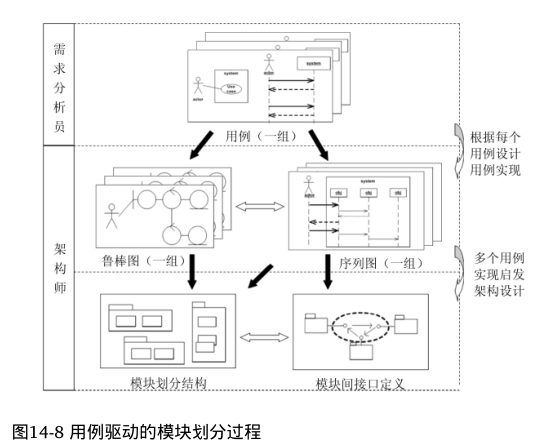 需求分析员
system
Use case
actor
actor
system
用例（一组）
根据每个
用例设计
用例实现
架构师
system
obj
obj
obj
鲁棒图（一组）
序列图（一组）
多个用例
实现启发
架构设计
模块划分结构
模块间接口定义
图14-8 用例驱动的模块划分过程